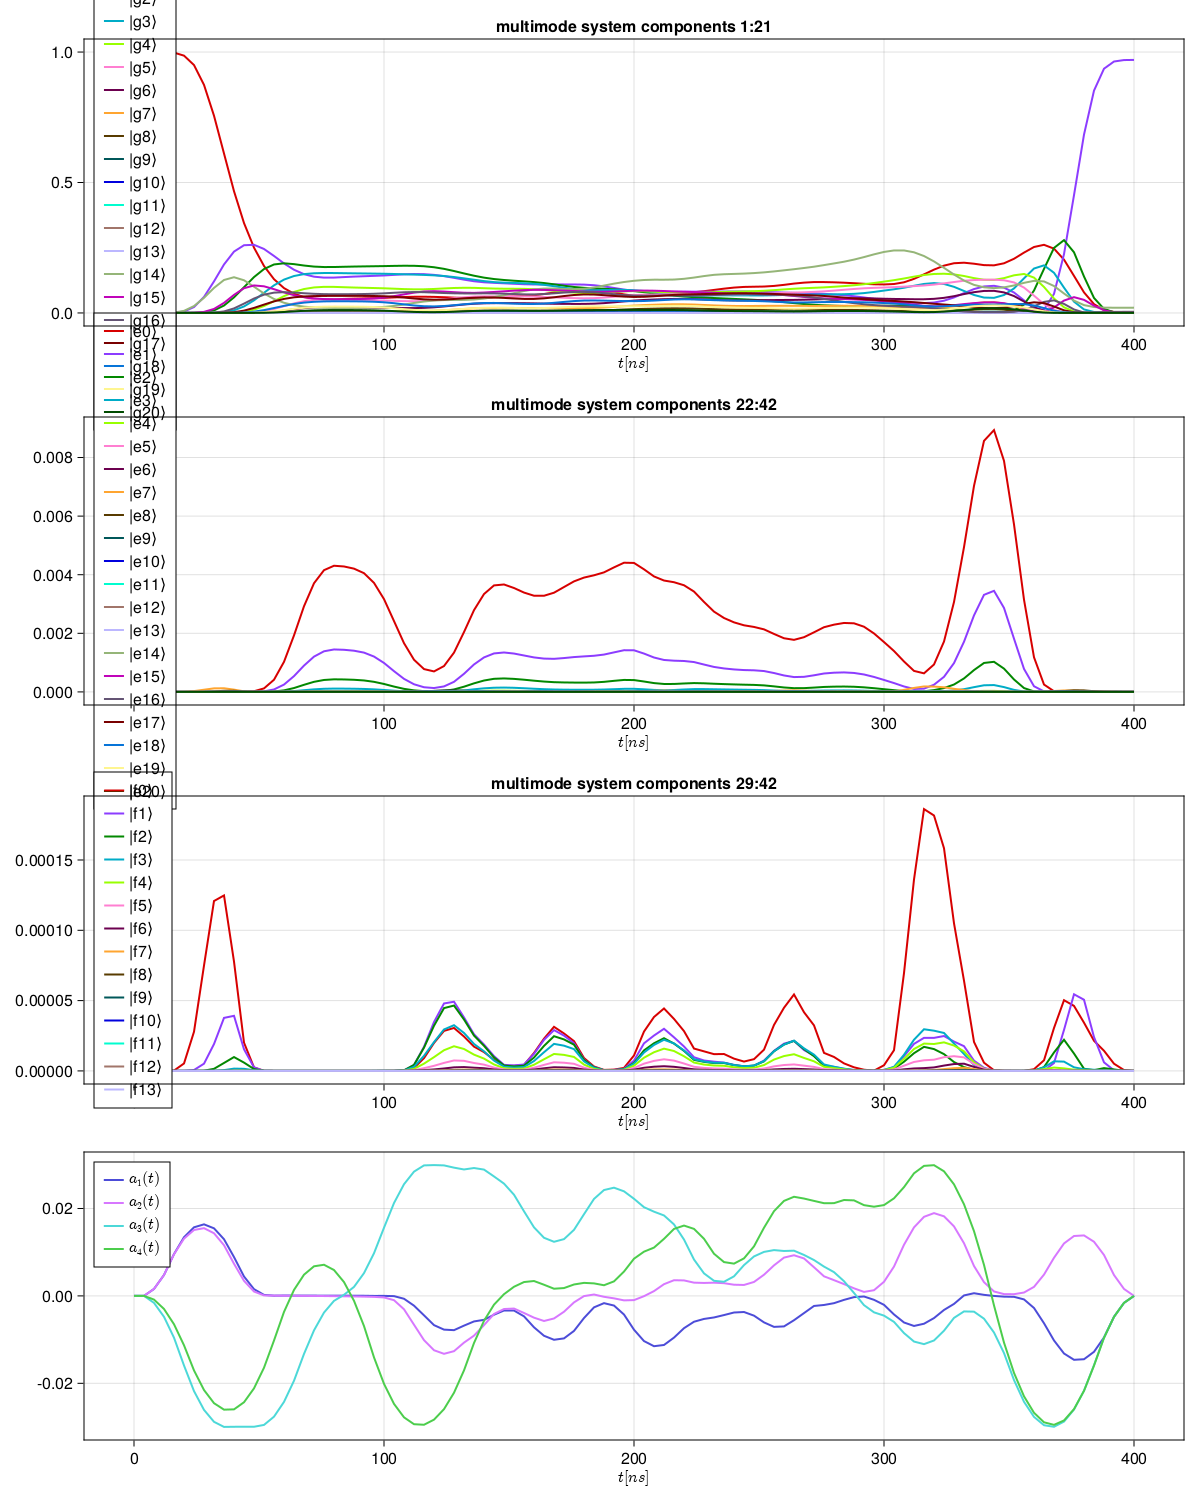 |g2⟩
multimode system components 1:21
|g3⟩
|g4⟩
|g5⟩
|g6⟩
|g7⟩
|g8⟩
|g9⟩
|g10⟩
|g11⟩
|g12⟩
|g13⟩
|g14⟩
|g15⟩
|g16⟩
1.0
0.5
0.0
100
200
300
400
t[ns]
|e0⟩
|g17⟩
|e1⟩
|g18⟩
|e2⟩
|g19⟩
|e3⟩
|g20⟩
multimode system components 22:42
|e4⟩
|e5⟩
|e6⟩
|e7⟩
|e8⟩
|e9⟩
|e10⟩
|e11⟩
|e12⟩
|e13⟩
|e14⟩
|e15⟩
|e16⟩
|e17⟩
|e18⟩
|e19⟩
|e20⟩
0.008
0.006
0.004
0.002
0.000
100
200
300
400
t[ns]
multimode system components 29:42
|f0⟩
|f1⟩
|f2⟩
|f3⟩
|f4⟩
|f5⟩
|f6⟩
|f7⟩
|f8⟩
|f9⟩
|f10⟩
|f11⟩
|f12⟩
|f13⟩
0.00015
0.00010
0.00005
0.00000
100
200
300
400
t[ns]
a₁(t)
a₂(t)
a₃(t)
a₄(t)
0.02
0.00
-0.02
0
100
200
300
400
t[ns]